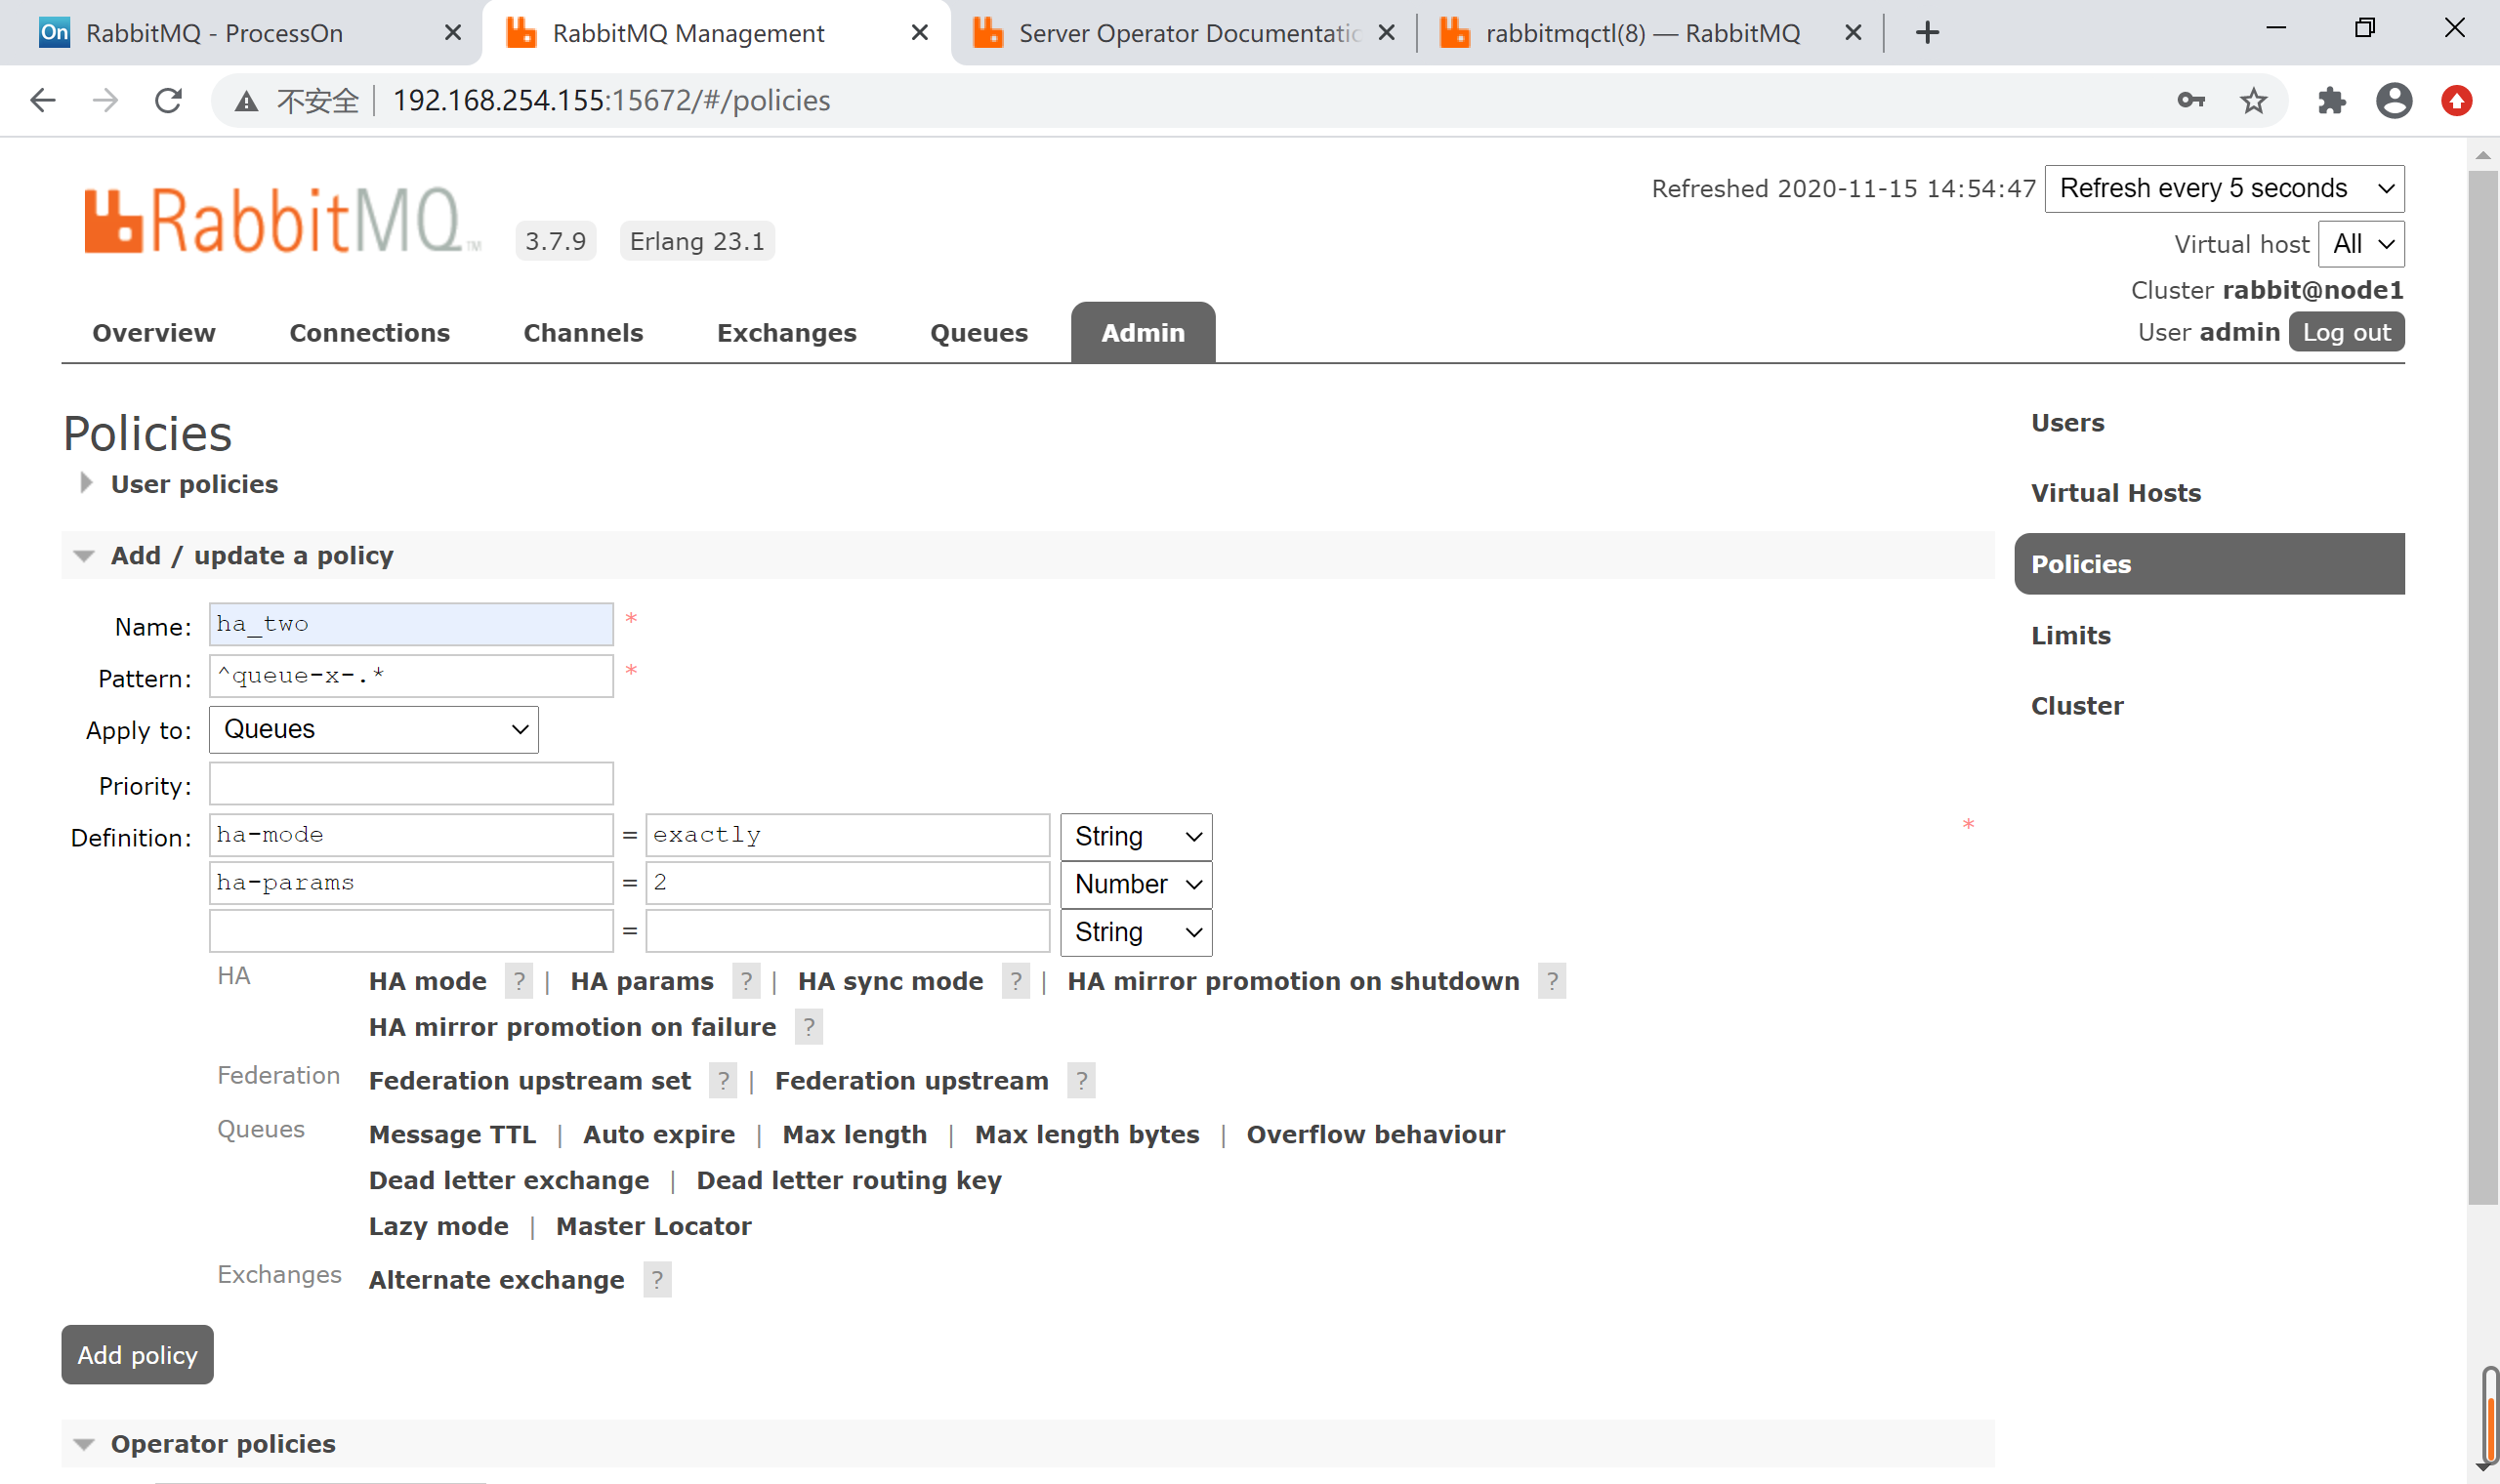 On RabbitMQ - ProcessOn
RabbitMQ Management
Server Operator Documentatic
rabbitmqctl(8) — RabbitMQ
不安全 192.168.254.155:15672/#/policies
RabbitMQ TM 3.7.9 Erlang 23.1
Refreshed 2020-11-15 14:54:47 Refresh every 5 seconds
Virtual host All
Cluster rabbit@node1
User admin Log out
Overview Connections Channels Exchanges Queues Admin
Policies
User policies
Add / update a policy
Name: ha_two *
Pattern: ^queue-x-.* *
Apply to: Queues
Priority:
Definition: ha-mode = exactly String *
ha-params = 2 Number
= String
HA HA mode ? | HA params ? | HA sync mode ? | HA mirror promotion on shutdown ?
HA mirror promotion on failure ?
Federation Federation upstream set ? | Federation upstream ?
Queues Message TTL | Auto expire | Max length | Max length bytes | Overflow behaviour
Dead letter exchange | Dead letter routing key
Lazy mode | Master Locator
Exchanges Alternate exchange ?
Add policy
Operator policies
Users
Virtual Hosts
Policies
Limits
Cluster